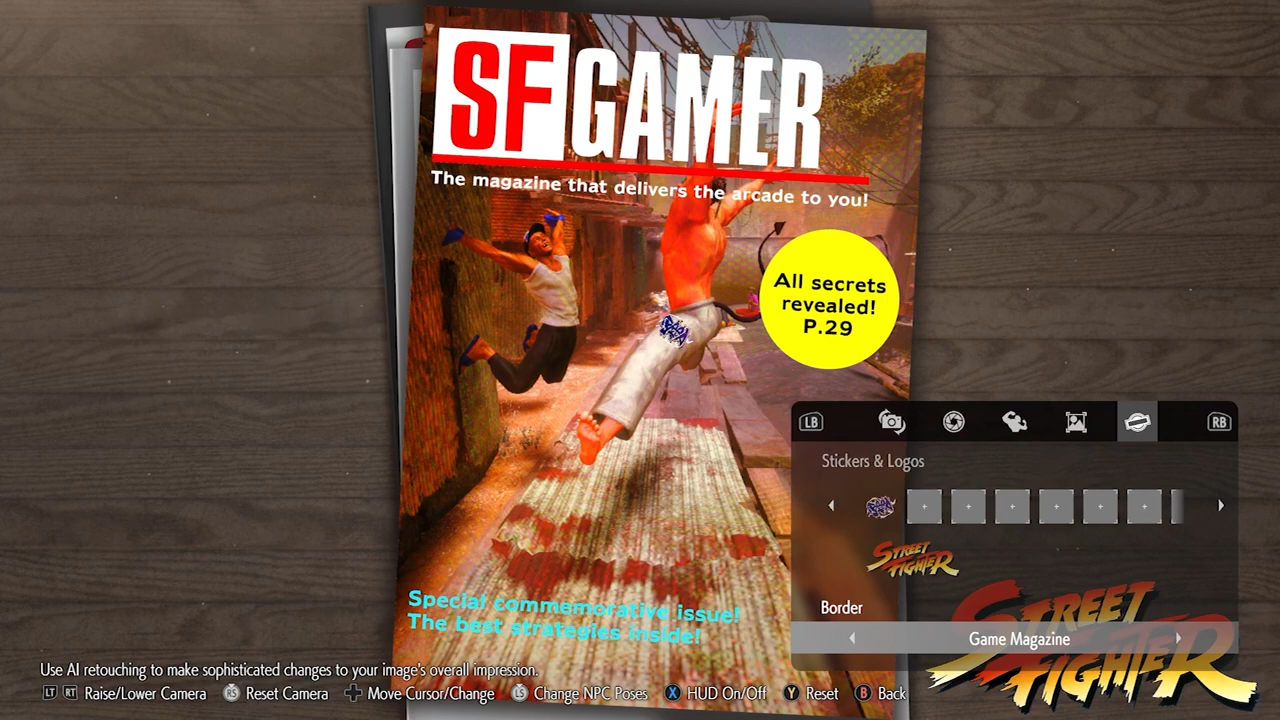 SF GAMER
The magazine that delivers the arcade to you!
All secrets
revealed!
P.29
LB
RB
Stickers & Logos
STREET
FIGHTER
Border
Game Magazine
Special commemorative issue!
The best strategies inside!
STREET
FIGHTER
Use AI retouching to make sophisticated changes to your image's overall impression.
LT RT Raise/Lower Camera RS Reset Camera Move Cursor/Change LS Change NPC Poses X HUD On/Off Y Reset B Back